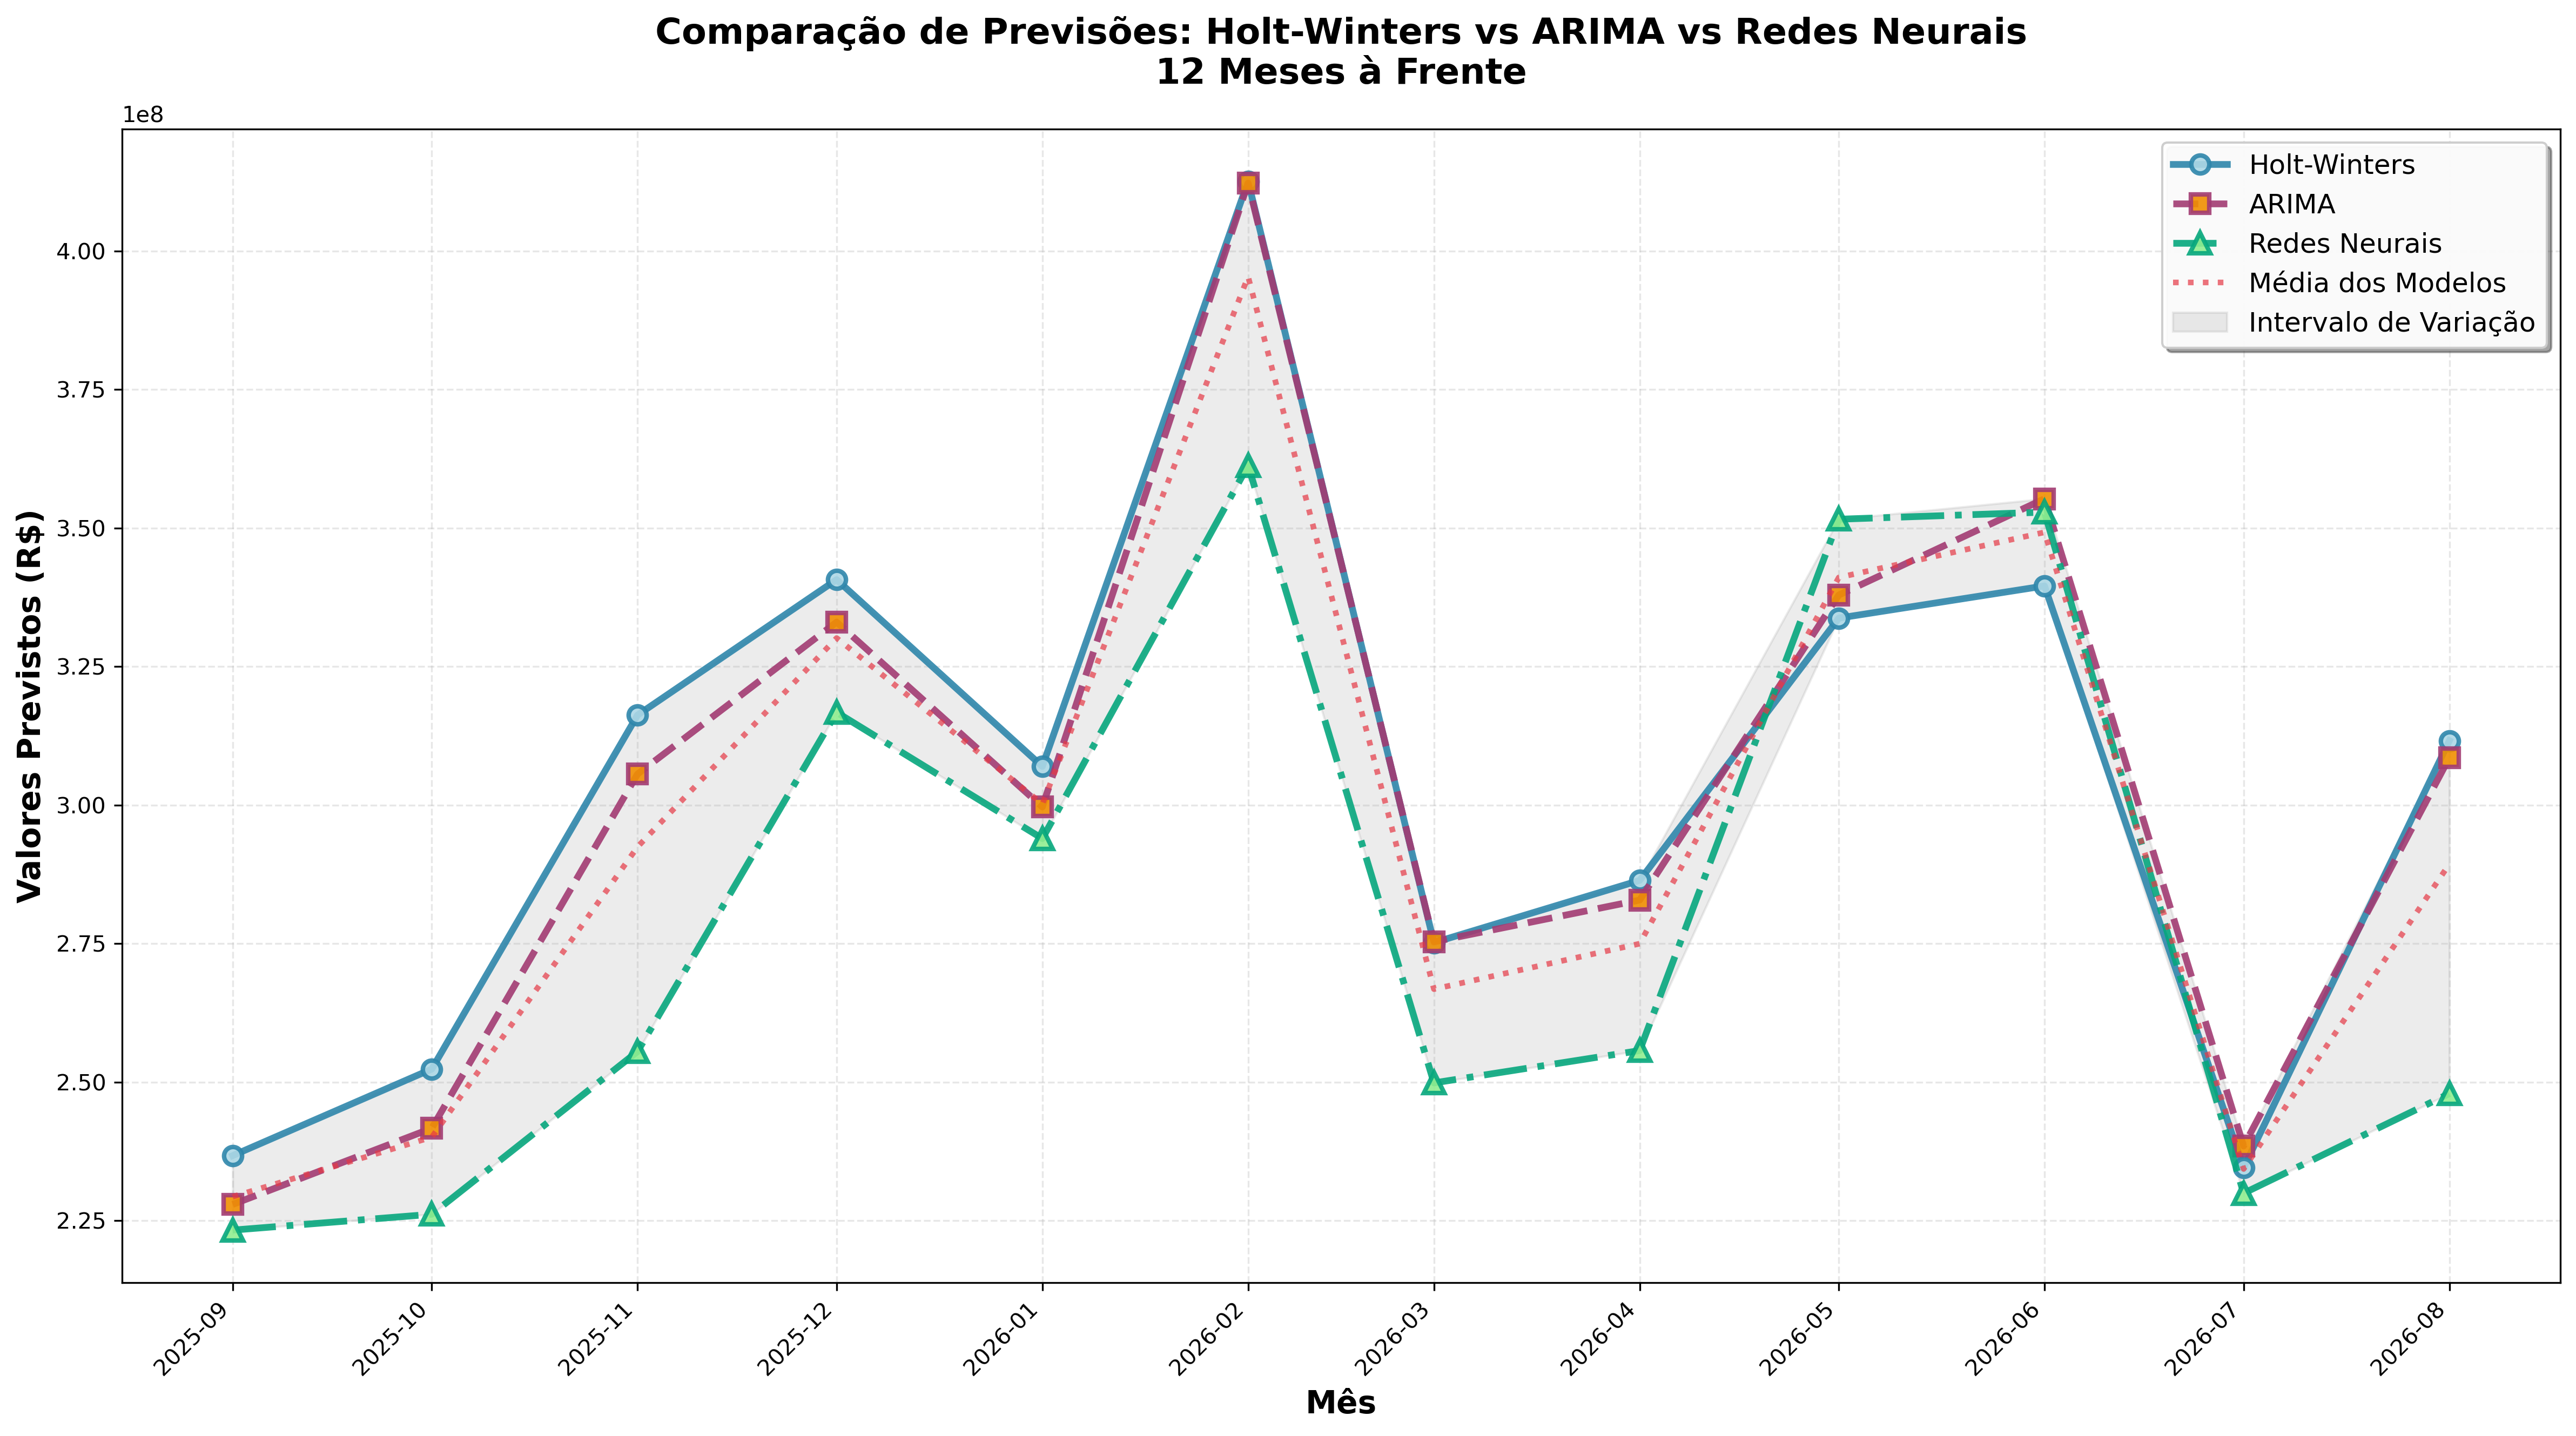 Comparação de Previsões: Holt-Winters vs ARIMA vs Redes Neurais
12 Meses à Frente
1e8
Holt-Winters
ARIMA
Redes Neurais
Média dos Modelos
Intervalo de Variação
4.00
3.75
3.50
3.25
3.00
2.75
2.50
2.25
Valores Previstos (R$)
2025-09
2025-10
2025-11
2025-12
2026-01
2026-02
2026-03
2026-04
2026-05
2026-06
2026-07
2026-08
Mês